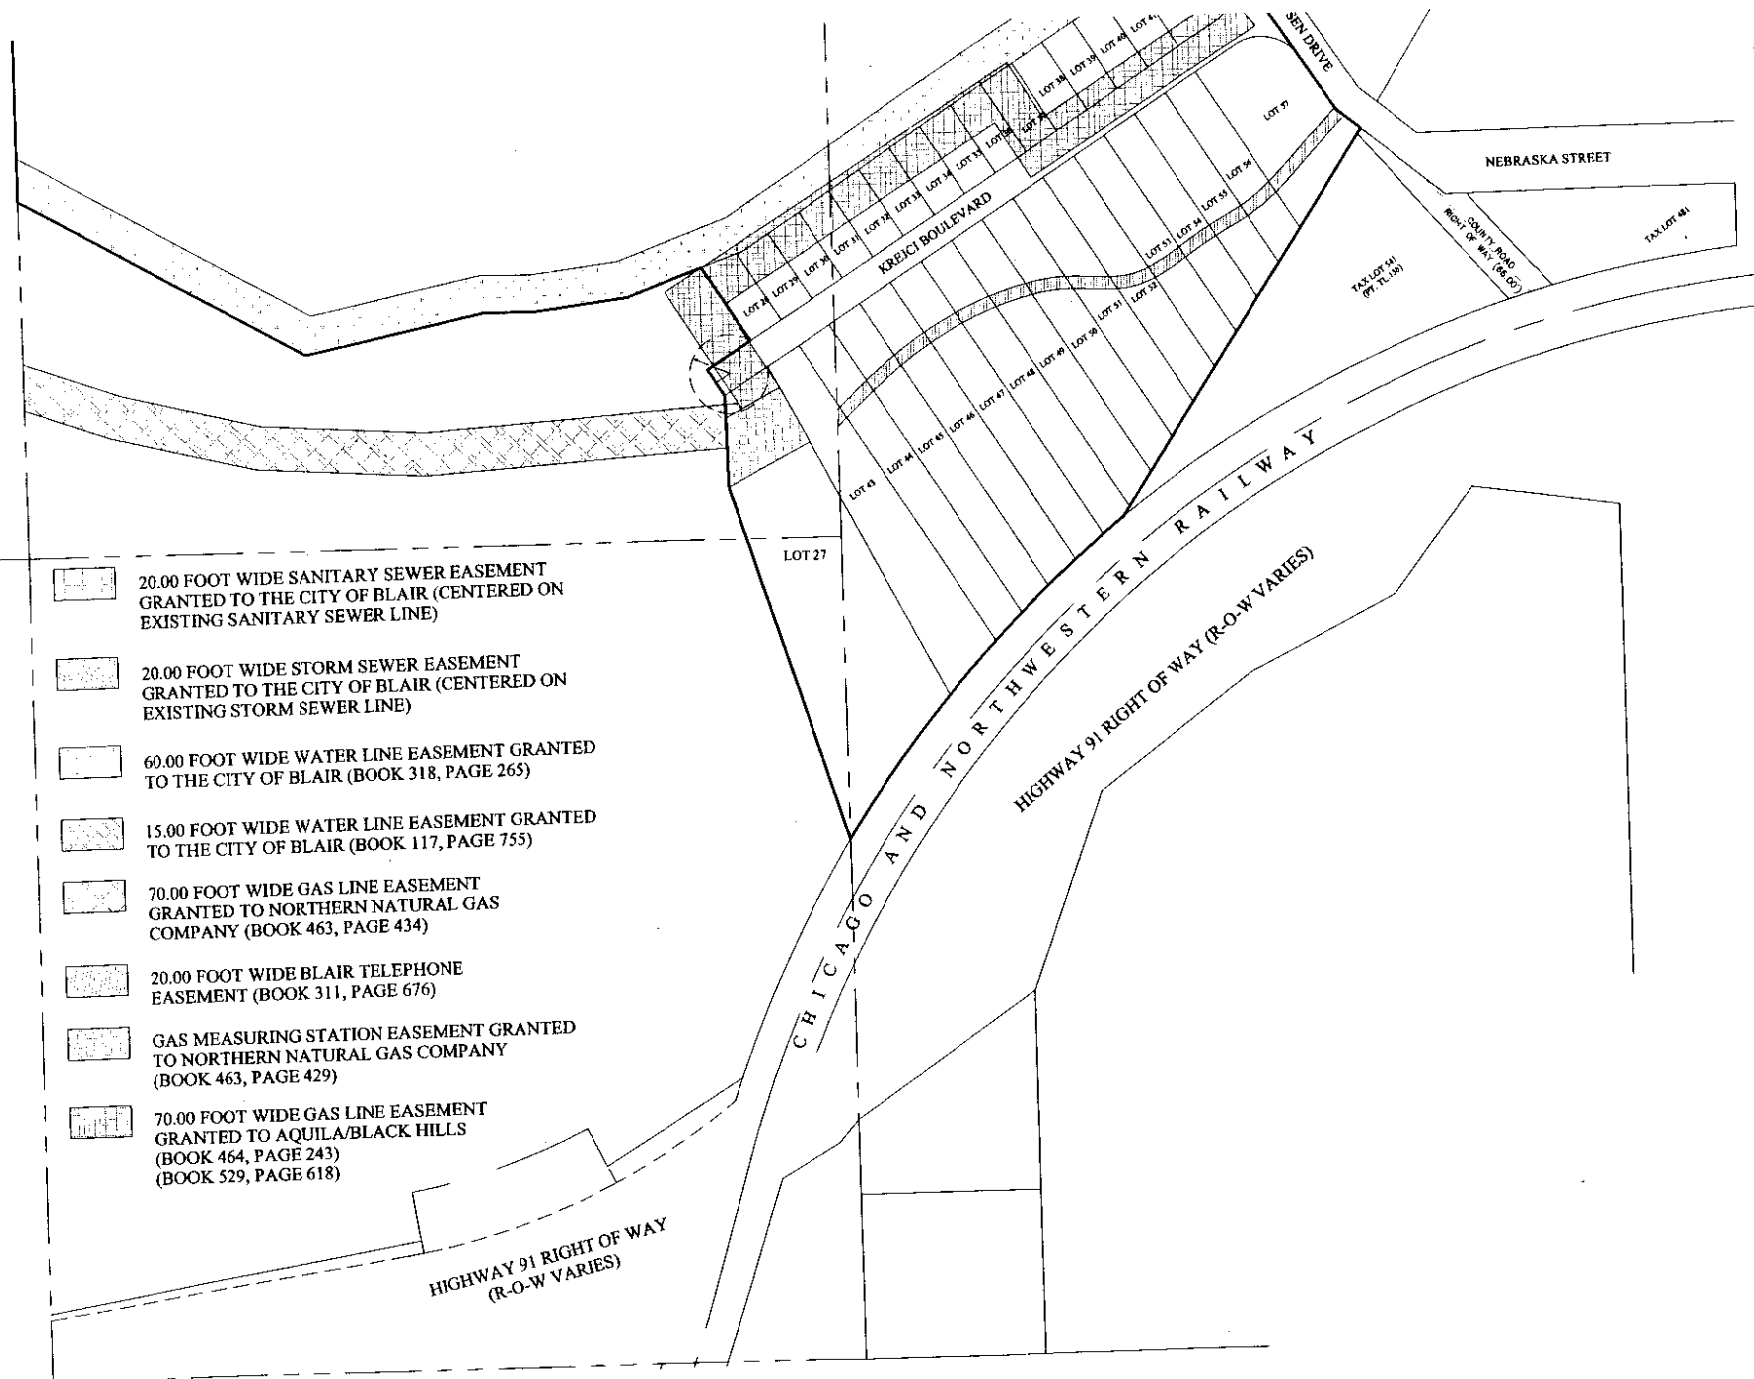 SEN DRIVE
NEBRASKA STREET
COUNTY ROAD
RIGHT OF WAY (66.00')
TAX LOT 481
TAX LOT 541
(PT. TL 130)
KREJCI BOULEVARD
LOT 28
LOT 29
LOT 30
LOT 31
LOT 32
LOT 33
LOT 34
LOT 35
LOT 38
LOT 39
LOT 40
LOT 57
LOT 56
LOT 55
LOT 54
LOT 53
LOT 52
LOT 51
LOT 50
LOT 49
LOT 48
LOT 47
LOT 46
LOT 45
LOT 44
LOT 43
LOT 27
20.00 FOOT WIDE SANITARY SEWER EASEMENT
GRANTED TO THE CITY OF BLAIR (CENTERED ON
EXISTING SANITARY SEWER LINE)
20.00 FOOT WIDE STORM SEWER EASEMENT
GRANTED TO THE CITY OF BLAIR (CENTERED ON
EXISTING STORM SEWER LINE)
60.00 FOOT WIDE WATER LINE EASEMENT GRANTED
TO THE CITY OF BLAIR (BOOK 318, PAGE 265)
15.00 FOOT WIDE WATER LINE EASEMENT GRANTED
TO THE CITY OF BLAIR (BOOK 117, PAGE 755)
70.00 FOOT WIDE GAS LINE EASEMENT
GRANTED TO NORTHERN NATURAL GAS
COMPANY (BOOK 463, PAGE 434)
20.00 FOOT WIDE BLAIR TELEPHONE
EASEMENT (BOOK 311, PAGE 676)
GAS MEASURING STATION EASEMENT GRANTED
TO NORTHERN NATURAL GAS COMPANY
(BOOK 463, PAGE 429)
70.00 FOOT WIDE GAS LINE EASEMENT
GRANTED TO AQUILA/BLACK HILLS
(BOOK 464, PAGE 243)
(BOOK 529, PAGE 618)
CHICAGO AND NORTHWESTERN RAILWAY
HIGHWAY 91 RIGHT OF WAY (R-O-W VARIES)
HIGHWAY 91 RIGHT OF WAY
(R-O-W VARIES)